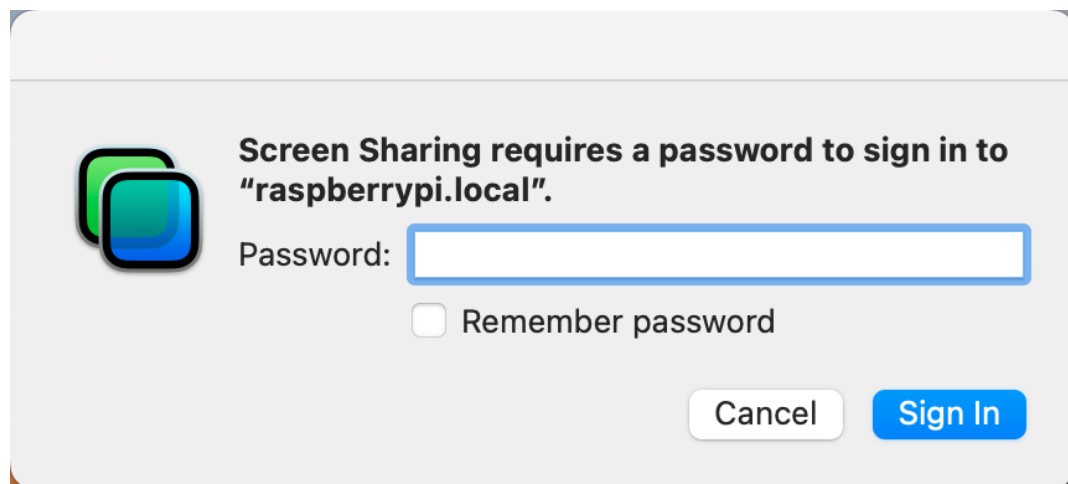 Screen Sharing requires a password to sign in to
“raspberrypi.local”.
Password:
Remember password
Cancel Sign In